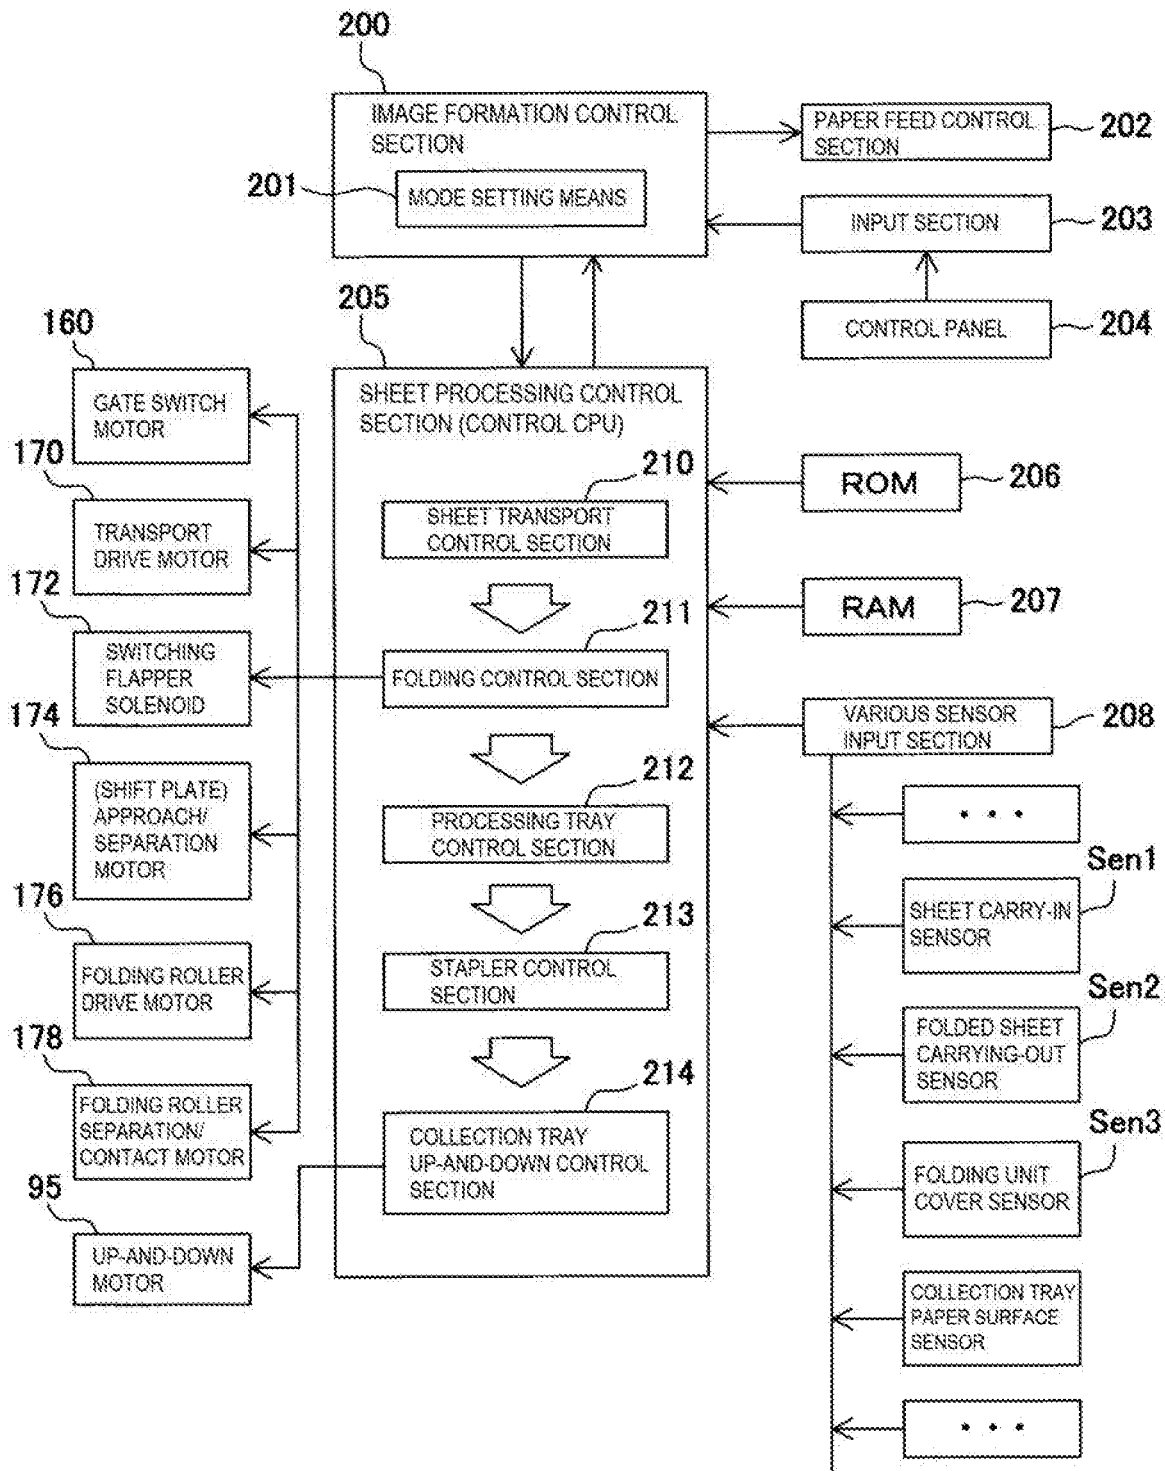 200
IMAGE FORMATION CONTROL
SECTION
201
MODE SETTING MEANS
PAPER FEED CONTROL
SECTION
202
INPUT SECTION
203
CONTROL PANEL
204
205
SHEET PROCESSING CONTROL
SECTION (CONTROL CPU)
160
GATE SWITCH
MOTOR
170
TRANSPORT
DRIVE MOTOR
172
SWITCHING
FLAPPER
SOLENOID
174
(SHIFT PLATE)
APPROACH/
SEPARATION
MOTOR
176
FOLDING ROLLER
DRIVE MOTOR
178
FOLDING ROLLER
SEPARATION/
CONTACT MOTOR
95
UP-AND-DOWN
MOTOR
210
SHEET TRANSPORT
CONTROL SECTION
211
FOLDING CONTROL SECTION
212
PROCESSING TRAY
CONTROL SECTION
213
STAPLER CONTROL
SECTION
214
COLLECTION TRAY
UP-AND-DOWN CONTROL
SECTION
ROM
206
RAM
207
VARIOUS SENSOR
INPUT SECTION
208
• • •
Sen1
SHEET CARRY-IN
SENSOR
Sen2
FOLDED SHEET
CARRYING-OUT
SENSOR
Sen3
FOLDING UNIT
COVER SENSOR
COLLECTION TRAY
PAPER SURFACE
SENSOR
• • •